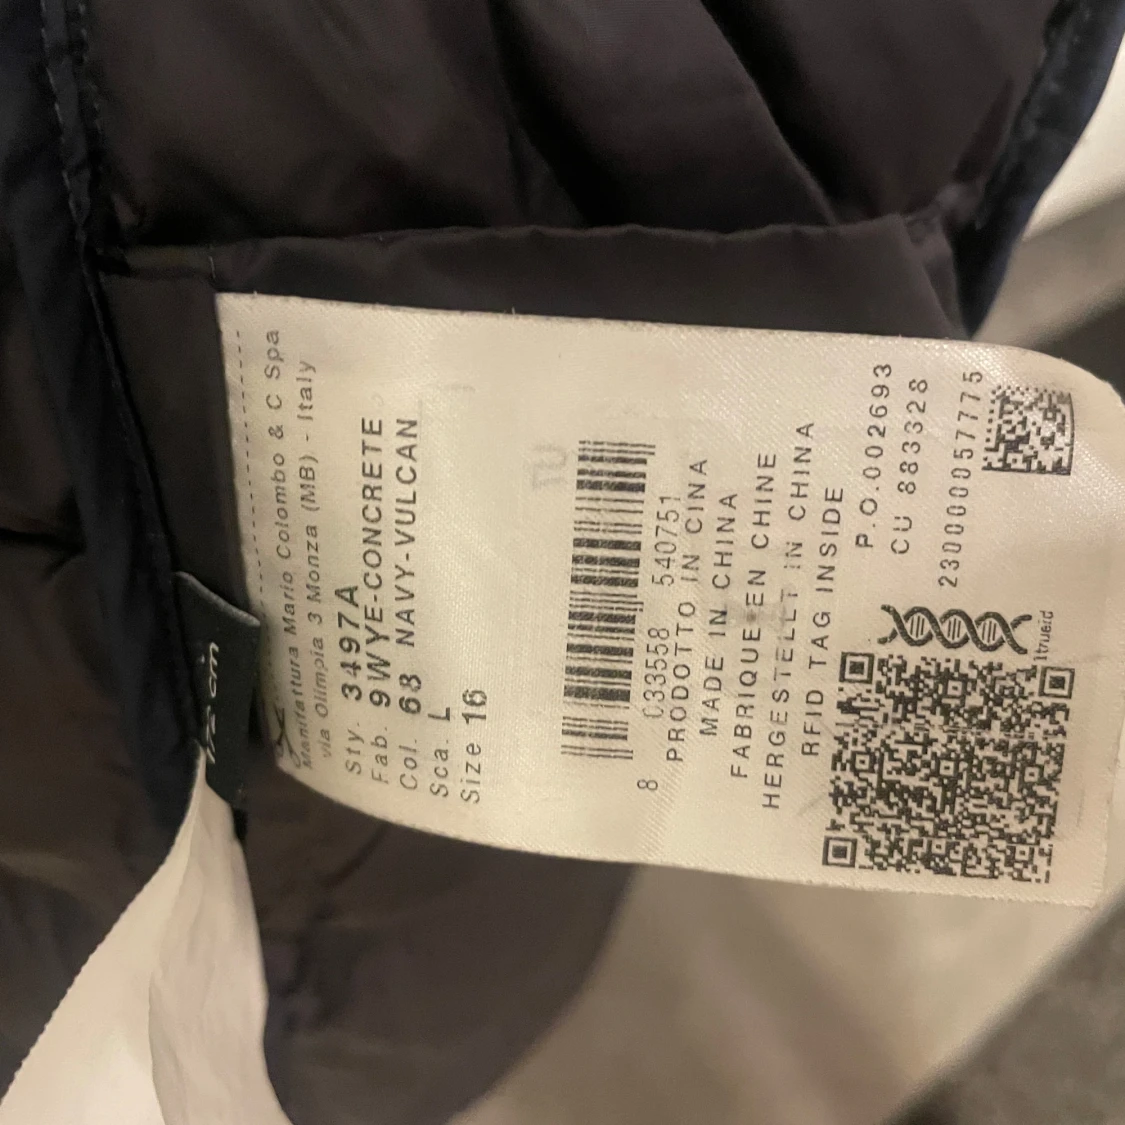 Manifattura Mario Colombo & C Spa
via Olimpia 3 Monza (MB) - Italy
Sty. 3497A
Fab. 9WYE-CONCRETE
Col. 68 NAVY-VULCAN
Sca. L
Size 16
8 033558 540751
PRODOTTO IN CINA
MADE IN CHINA
FABRIQUE EN CHINE
HERGESTELLT IN CHINA
RFID TAG INSIDE
P.O.002693
CU 883328
2300000057775
1trueid